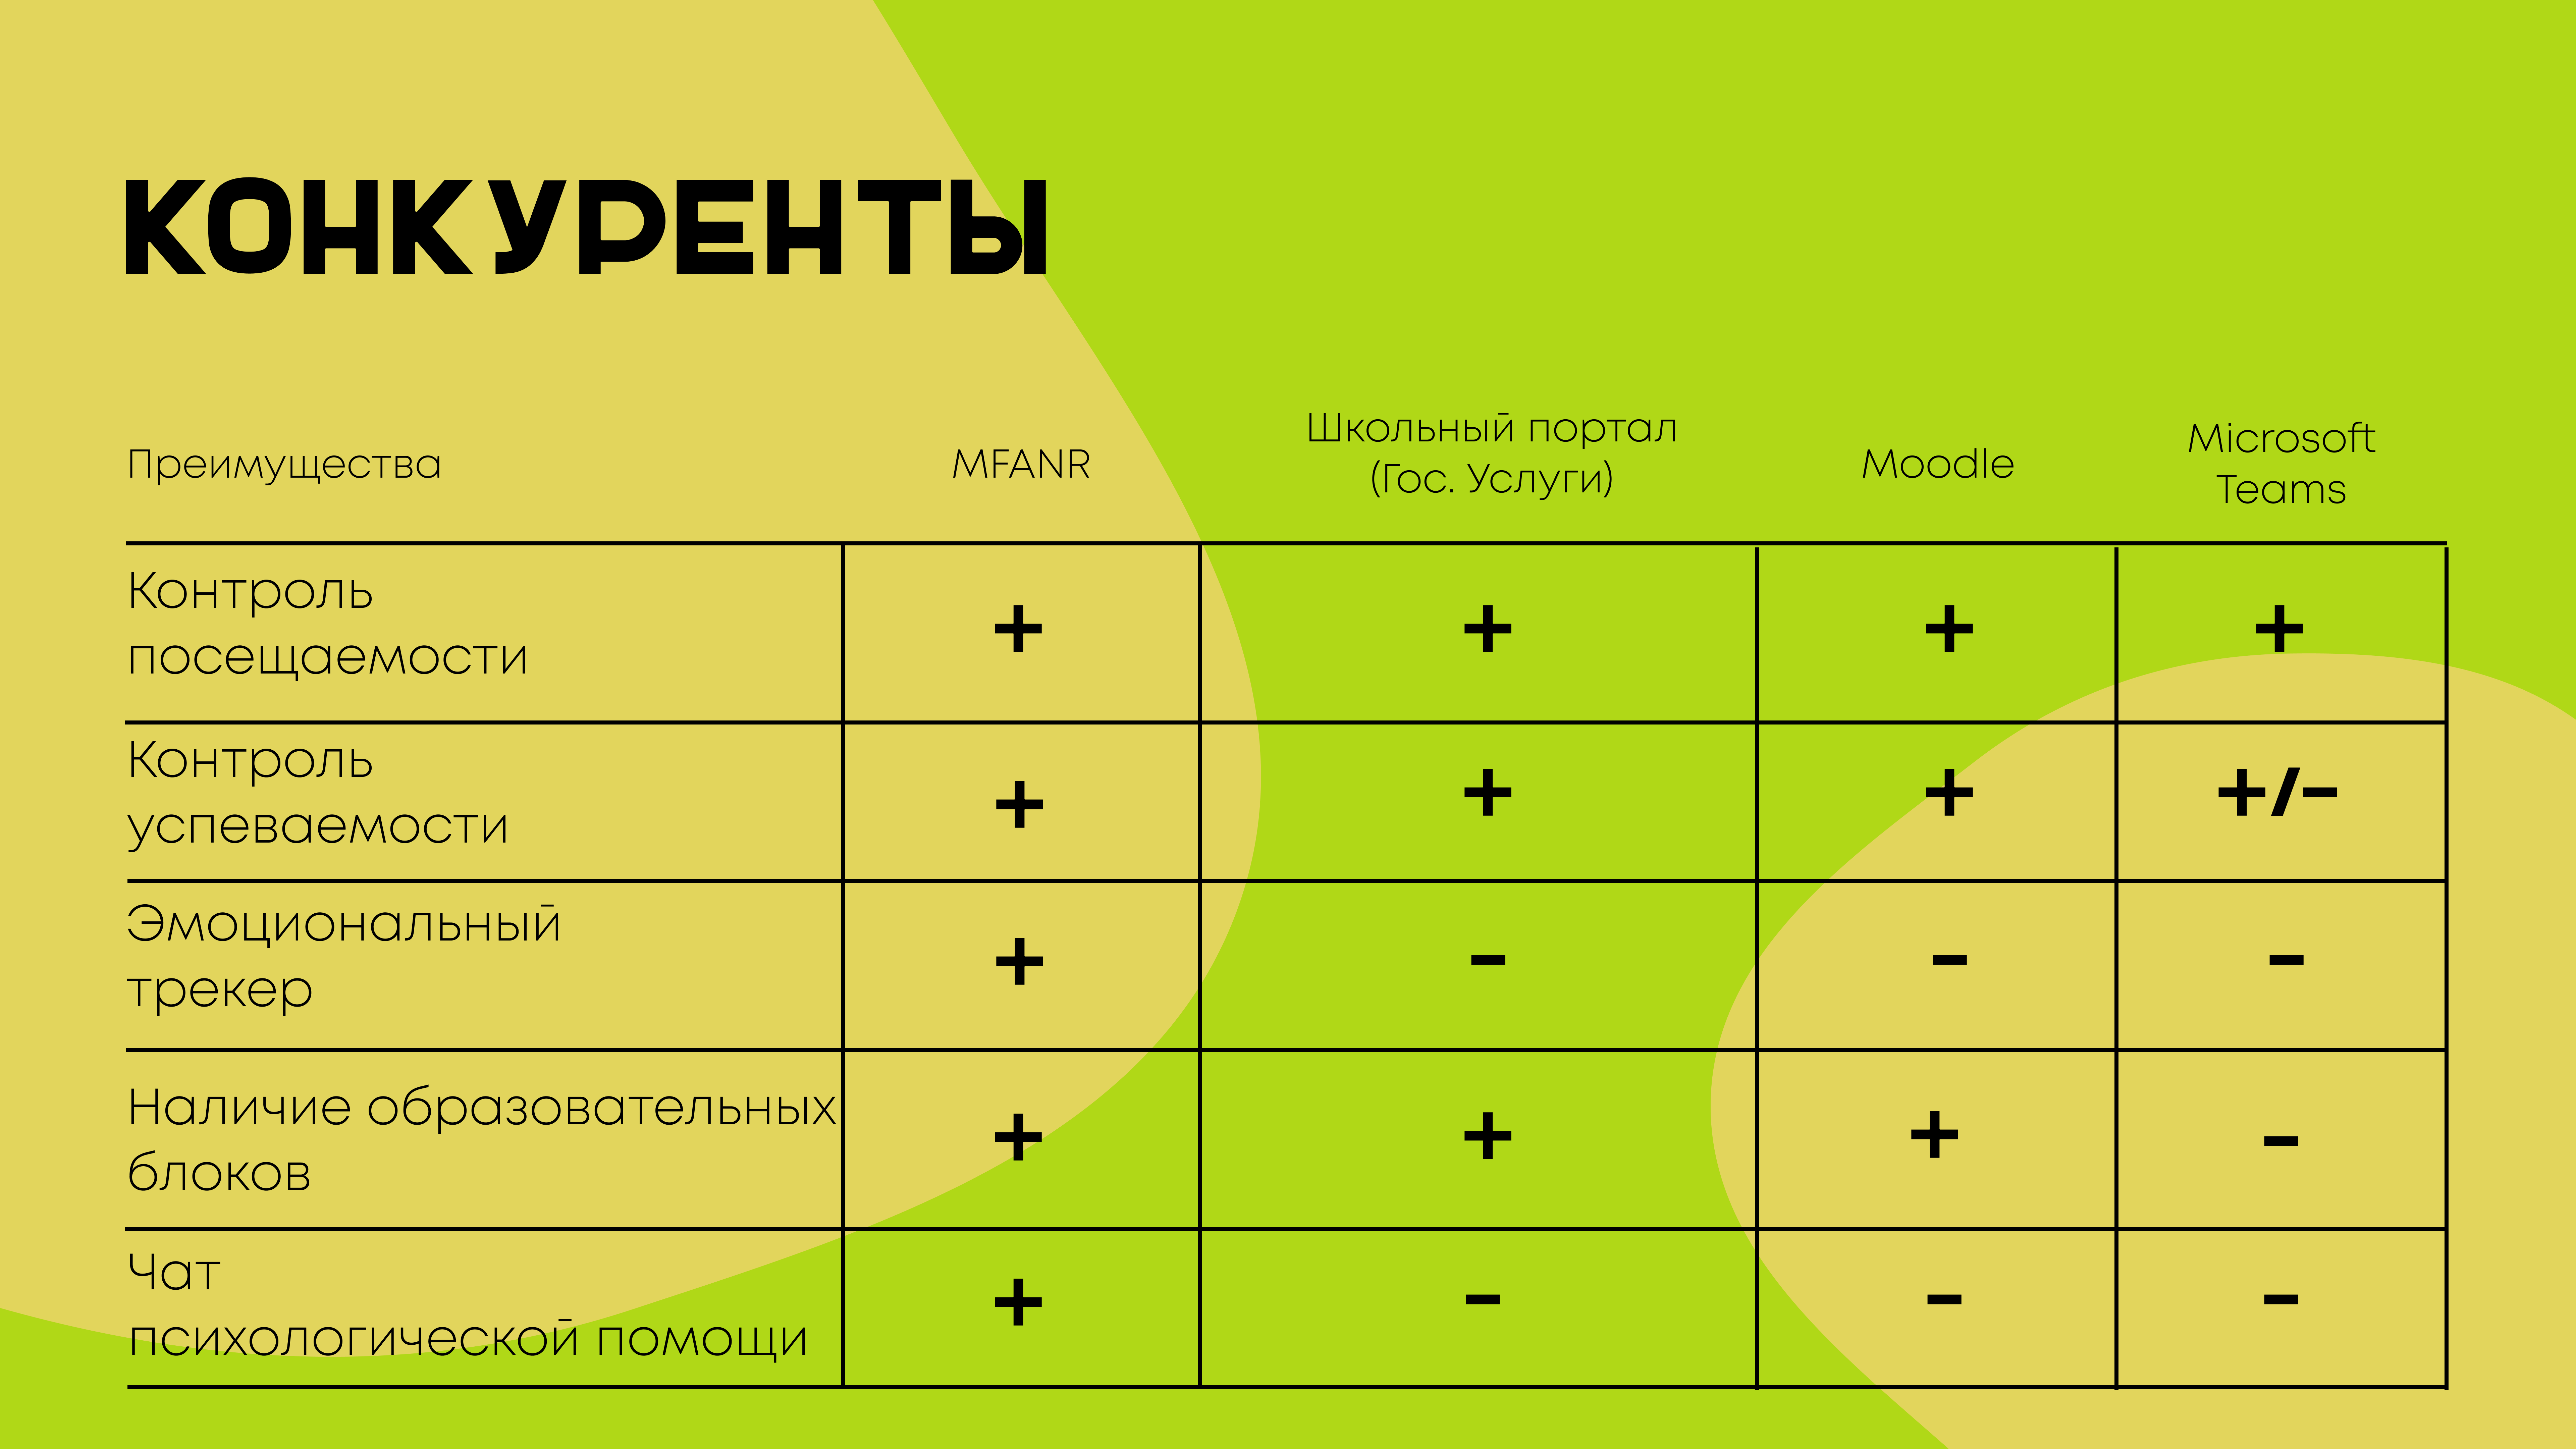 КОНКУРЕНТЫ
Преимущества MFANR Школьный портал (Гос. Услуги) Moodle Microsoft Teams
Контроль
посещаемости
+ + + +
Контроль
успеваемости
+ + + +/-
Эмоциональный
трекер
+ - - -
Наличие образовательных
блоков
+ + + -
Чат
психологической помощи
+ - - -